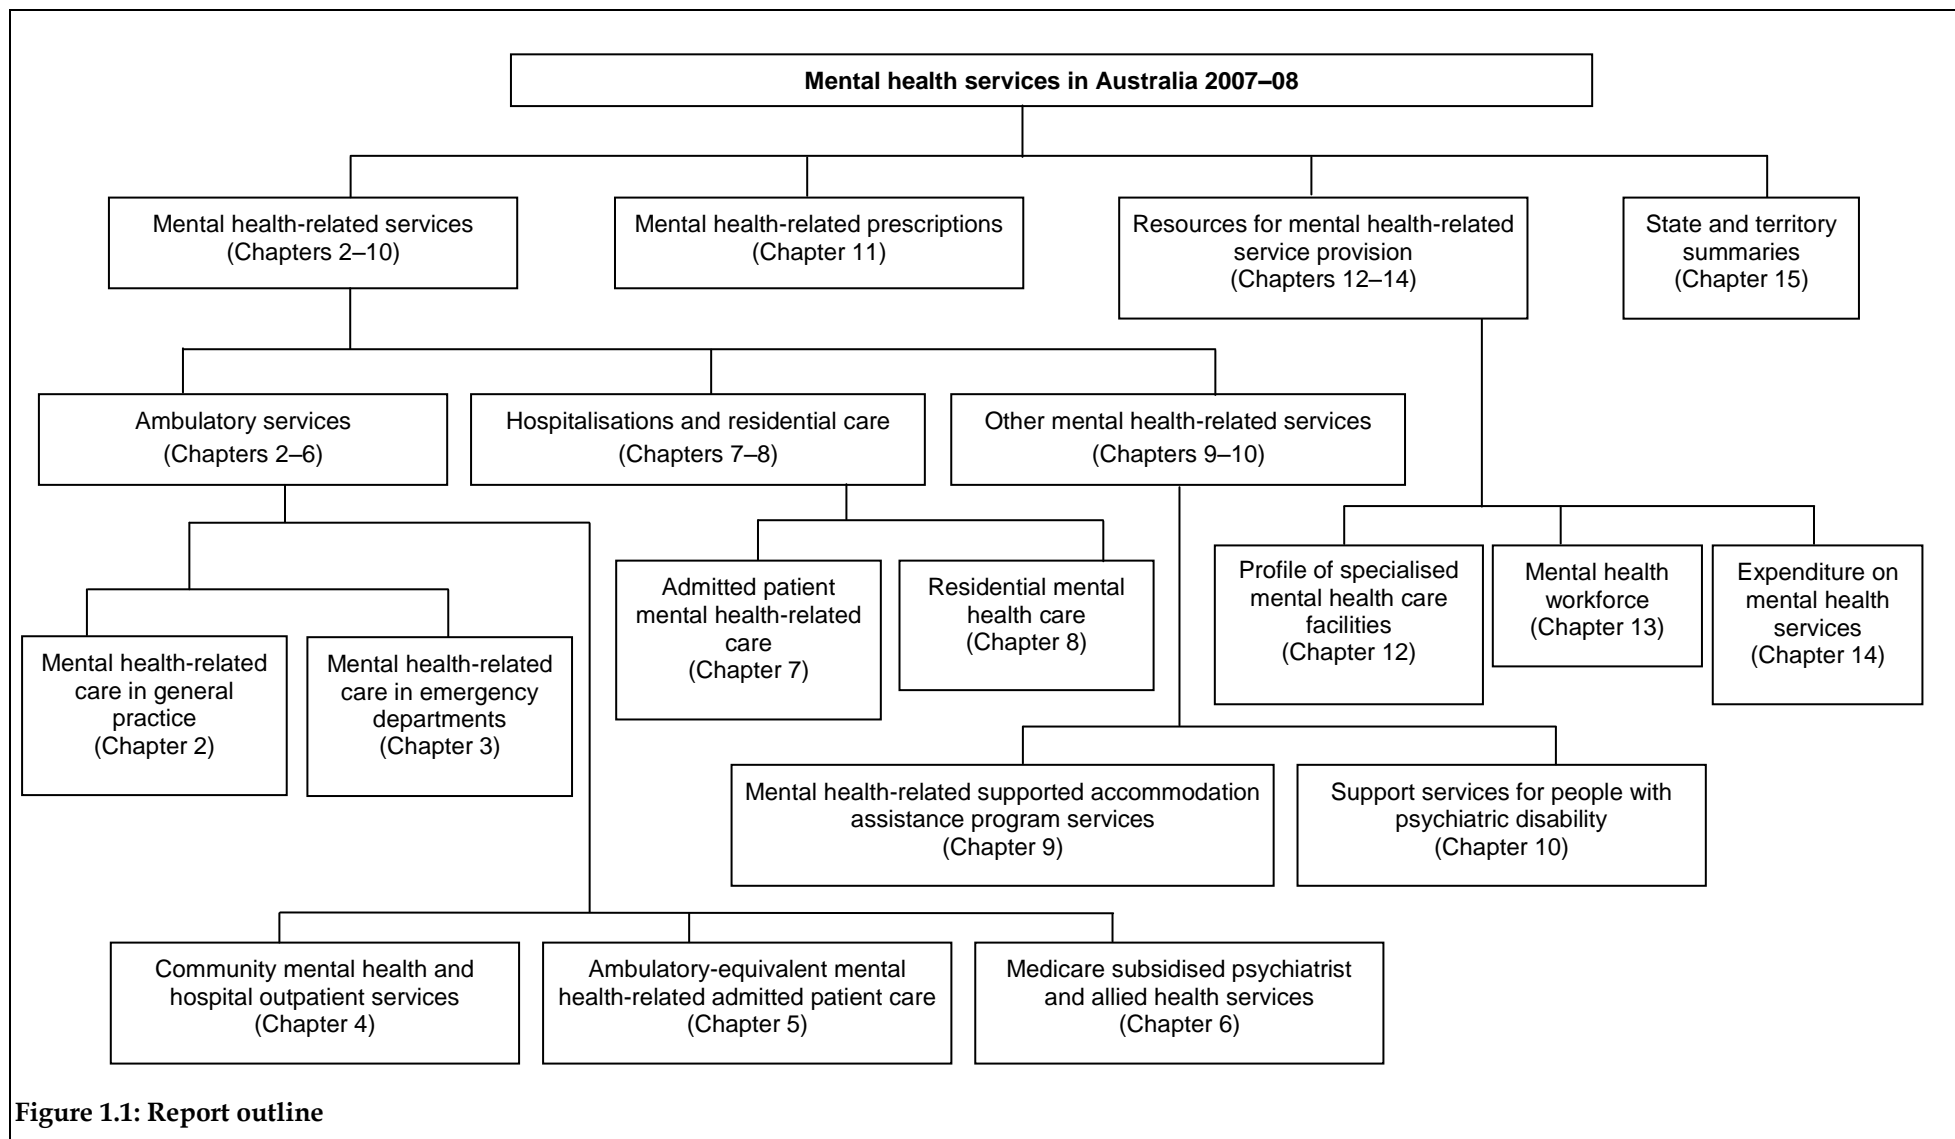 Mental health services in Australia 2007–08
Mental health-related services
(Chapters 2–10)
Mental health-related prescriptions
(Chapter 11)
Resources for mental health-related
service provision
(Chapters 12–14)
State and territory
summaries
(Chapter 15)
Ambulatory services
(Chapters 2–6)
Hospitalisations and residential care
(Chapters 7–8)
Other mental health-related services
(Chapters 9–10)
Mental health-related
care in general
practice
(Chapter 2)
Mental health-related
care in emergency
departments
(Chapter 3)
Admitted patient
mental health-related
care
(Chapter 7)
Residential mental
health care
(Chapter 8)
Profile of specialised
mental health care
facilities
(Chapter 12)
Mental health
workforce
(Chapter 13)
Expenditure on
mental health
services
(Chapter 14)
Mental health-related supported accommodation
assistance program services
(Chapter 9)
Support services for people with
psychiatric disability
(Chapter 10)
Community mental health and
hospital outpatient services
(Chapter 4)
Ambulatory-equivalent mental
health-related admitted patient care
(Chapter 5)
Medicare subsidised psychiatrist
and allied health services
(Chapter 6)
Figure 1.1: Report outline